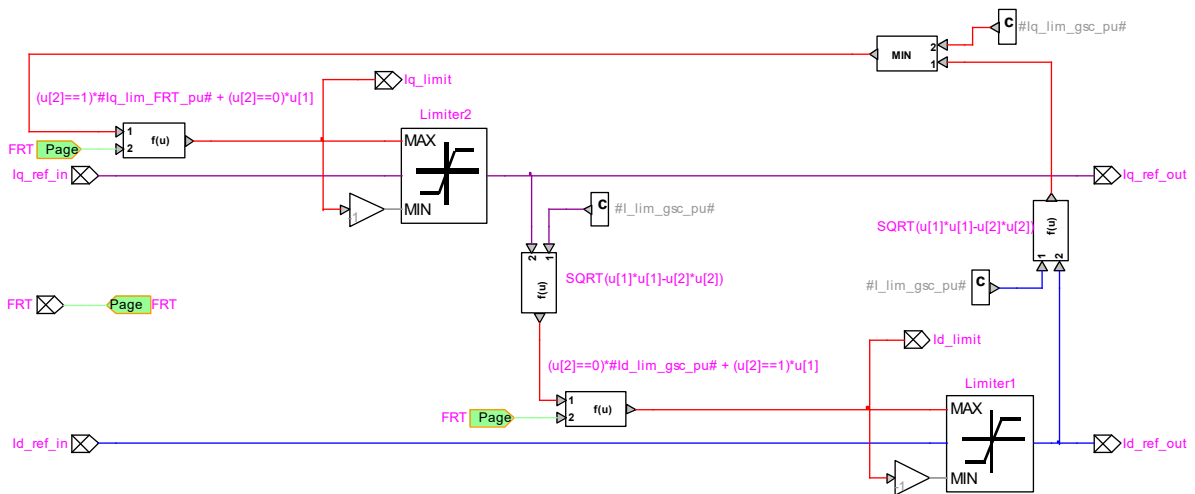 #Iq_lim_gsc_pu#
C
MIN
2
1
Iq_limit
(u[2]==1)*#Iq_lim_FRT_pu# + (u[2]==0)*u[1]
Limiter2
1
2
f(u)
MAX
FRT
Page
Iq_ref_in
Iq_ref_out
-1
MIN
C
#I_lim_gsc_pu#
SQRT(u[1]*u[1]-u[2]*u[2])
f(u)
1
2
2
1
f(u)
SQRT(u[1]*u[1]-u[2]*u[2])
#I_lim_gsc_pu#
C
FRT
Page
FRT
Id_limit
(u[2]==0)*#Id_lim_gsc_pu# + (u[2]==1)*u[1]
Limiter1
1
2
f(u)
MAX
FRT
Page
Id_ref_in
Id_ref_out
-1
MIN